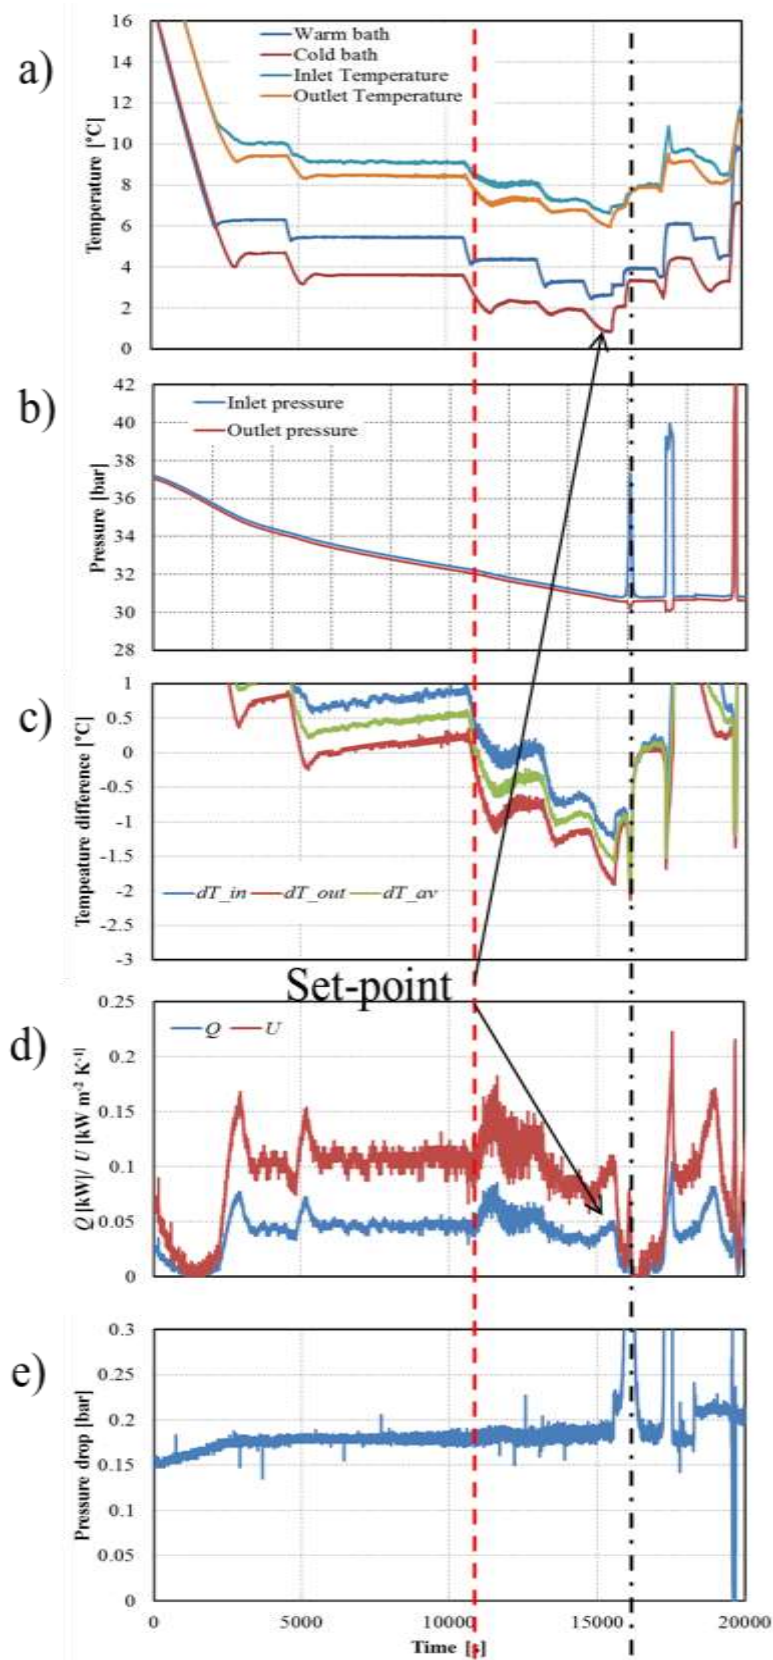 a)
Temperature [°C]
16
14
12
10
8
6
4
2
0
Warm bath
Cold bath
Inlet Temperature
Outlet Temperature
b)
Pressure [bar]
42
40
38
36
34
32
30
28
Inlet pressure
Outlet pressure
c)
Tempeature difference [°C]
1
0.5
0
-0.5
-1
-1.5
-2
-2.5
-3
dT_in dT_out dT_av
Set-point
d)
Q [kW]/ U [kW m-2 K-1]
0.25
0.2
0.15
0.1
0.05
0
Q U
e)
Pressure drop [bar]
0.3
0.25
0.2
0.15
0.1
0.05
0
0 5000 10000 15000 20000
Time [s]